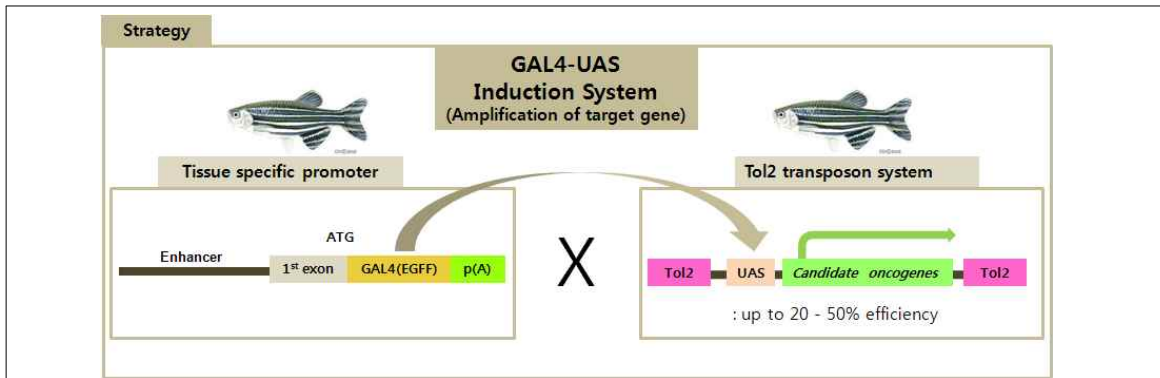 Strategy
GAL4-UAS
Induction System
(Amplification of target gene)
Tissue specific promoter
Tol2 transposon system
ATG
Enhancer
1st exon
GAL4(EGFF)
p(A)
X
Tol2
UAS
Candidate oncogenes
Tol2
: up to 20 - 50% efficiency